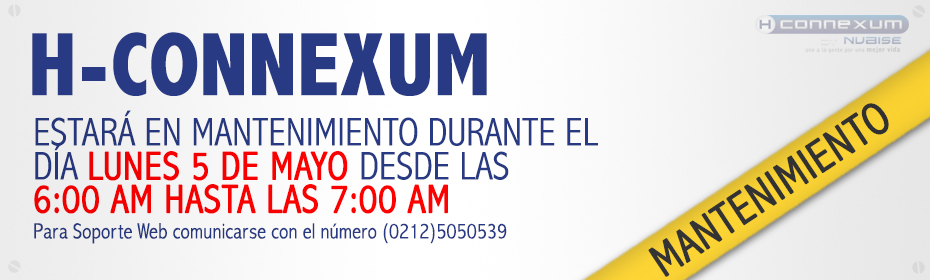 H CONNEXUM
NUBISE
H-CONNEXUM
ESTARÁ EN MANTENIMIENTO DURANTE EL
DÍA LUNES 5 DE MAYO DESDE LAS
6:00 AM HASTA LAS 7:00 AM
Para Soporte Web comunicarse con el número (0212)5050539
MANTENIMIENTO